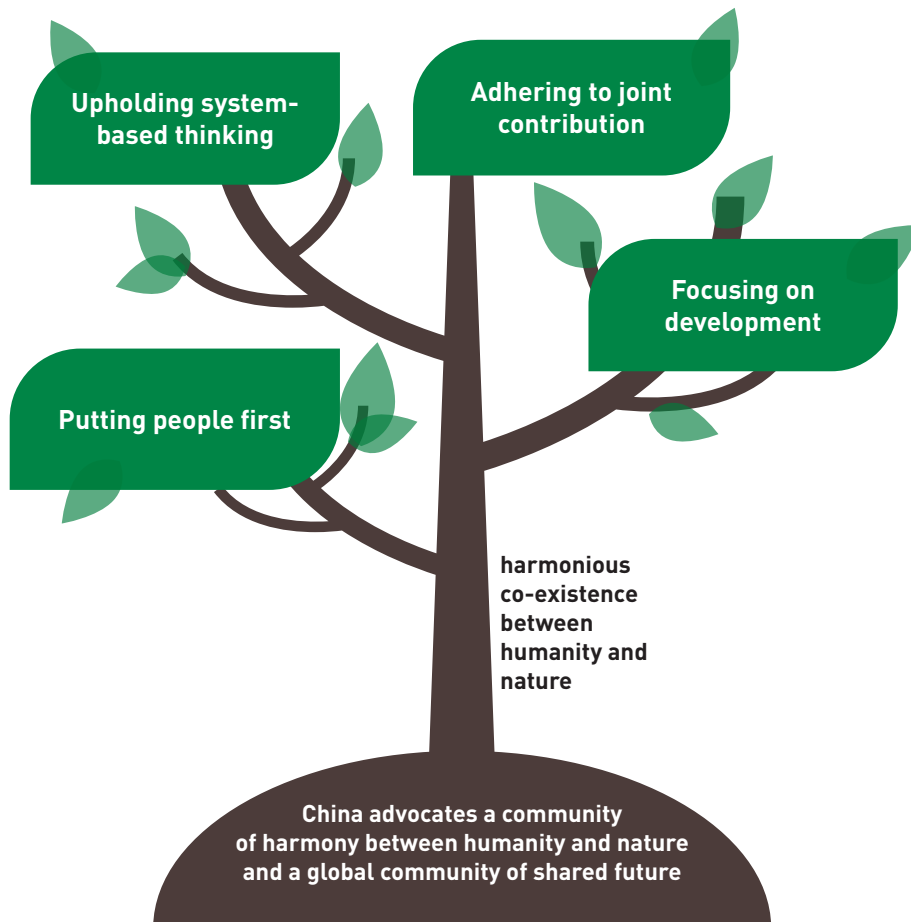 Upholding system-
based thinking
Adhering to joint
contribution
Focusing on
development
Putting people first
harmonious
co-existence
between
humanity and
nature
China advocates a community
of harmony between humanity and nature
and a global community of shared future